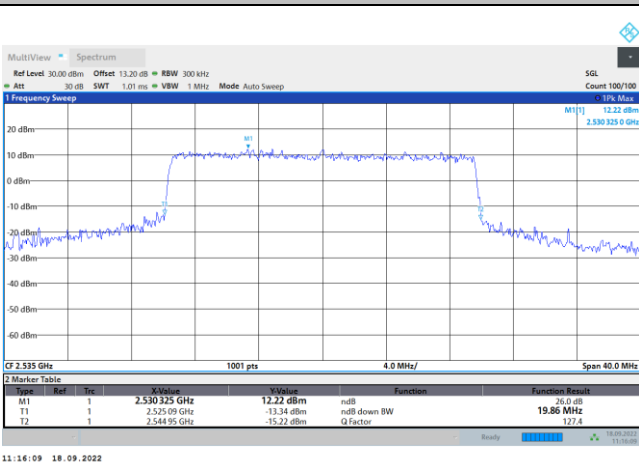 MultiView Spectrum
Ref Level 30.00 dBm Offset 13.20 dB RBW 300 kHz SGL
Att 30 dB SWT 1.01 ms VBW 1 MHz Mode Auto Sweep Count 100/100
1 Frequency Sweep 1Pk Max
M1[1] 12.22 dBm
2.530 325 0 GHz
20 dBm
M1
10 dBm
0 dBm
T1
-10 dBm
T2
-20 dBm
-30 dBm
-40 dBm
-50 dBm
-60 dBm
CF 2.535 GHz 1001 pts 4.0 MHz/ Span 40.0 MHz
2 Marker Table
Type Ref Trc X-Value Y-Value Function Function Result
M1 1 2.530 325 GHz 12.22 dBm ndB 26.0 dB
T1 1 2.525 09 GHz -13.34 dBm ndB down BW 19.86 MHz
T2 1 2.544 95 GHz -15.22 dBm Q Factor 127.4
Ready 18.09.2022
11:16:09
11:16:09 18.09.2022